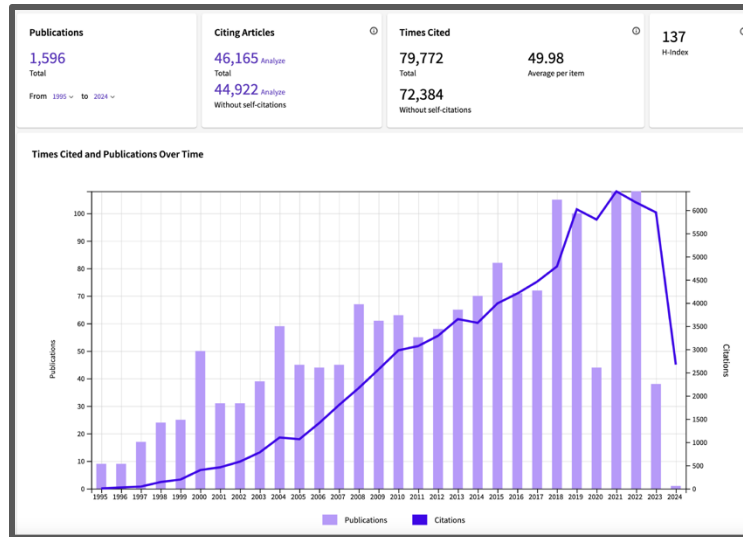 Publications
1,596
Total
From 1995 to 2024
Citing Articles
46,165 Analyze
Total
44,922 Analyze
Without self-citations
Times Cited
79,772
Total
49.98
Average per item
72,384
Without self-citations
137
H-Index
Times Cited and Publications Over Time
Publications
100
90
80
70
60
50
40
30
20
10
0
6000
5500
5000
4500
4000
3500
3000
2500
2000
1500
1000
500
0
Citations
1995 1996 1997 1998 1999 2000 2001 2002 2003 2004 2005 2006 2007 2008 2009 2010 2011 2012 2013 2014 2015 2016 2017 2018 2019 2020 2021 2022 2023 2024
Publications Citations